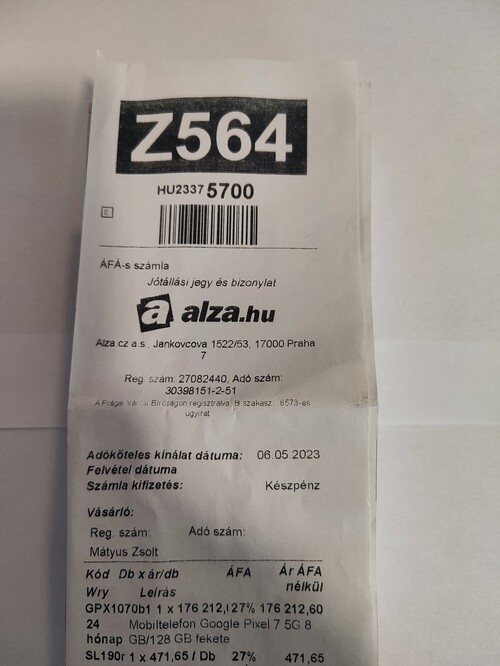 Z564
HU2337 5700
E
ÁFÁ-s számla
Jótállási jegy és bizonylat
a alza.hu
Alza.cz a.s., Jankovcova 1522/53, 17000 Praha
7
Reg. szám: 27082440, Adó szám:
30398151-2-51
A Prágai Városi Bíróságon regisztrálva, B szakasz, 8573-as
ügyirat
Adóköteles kínálat dátuma: 06.05.2023
Felvétel dátuma
Számla kifizetés: Készpénz
Vásárló:
Reg. szám: Adó szám:
Mátyus Zsolt
Kód Db x ár/db ÁFA Ár ÁFA
nélkül
Wry Leírás
GPX1070b1 1 x 176 212,( 27% 176 212,60
24 Mobiltelefon Google Pixel 7 5G 8
hónap GB/128 GB fekete
SL190r 1 x 471,65 / Db 27% 471,65